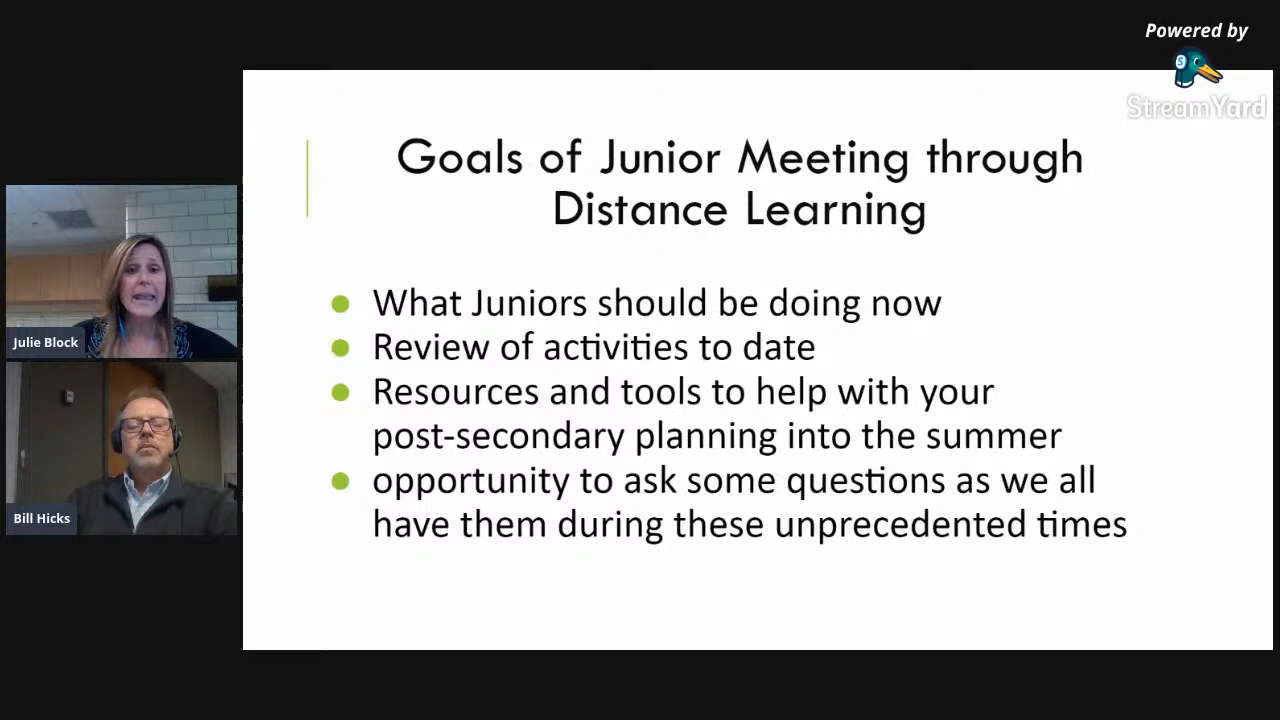 Powered by
StreamYard
Goals of Junior Meeting through
Distance Learning
What Juniors should be doing now
Review of activities to date
Resources and tools to help with your
post-secondary planning into the summer
opportunity to ask some questions as we all
have them during these unprecedented times
Julie Block
Bill Hicks